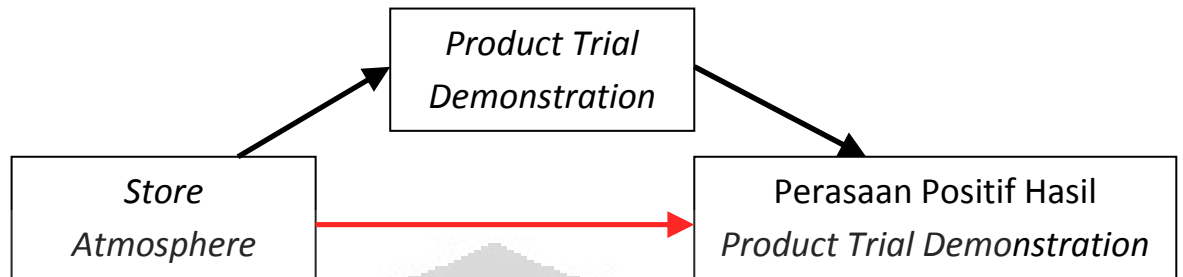 Product Trial
Demonstration
Store
Atmosphere
Perasaan Positif Hasil
Product Trial Demonstration